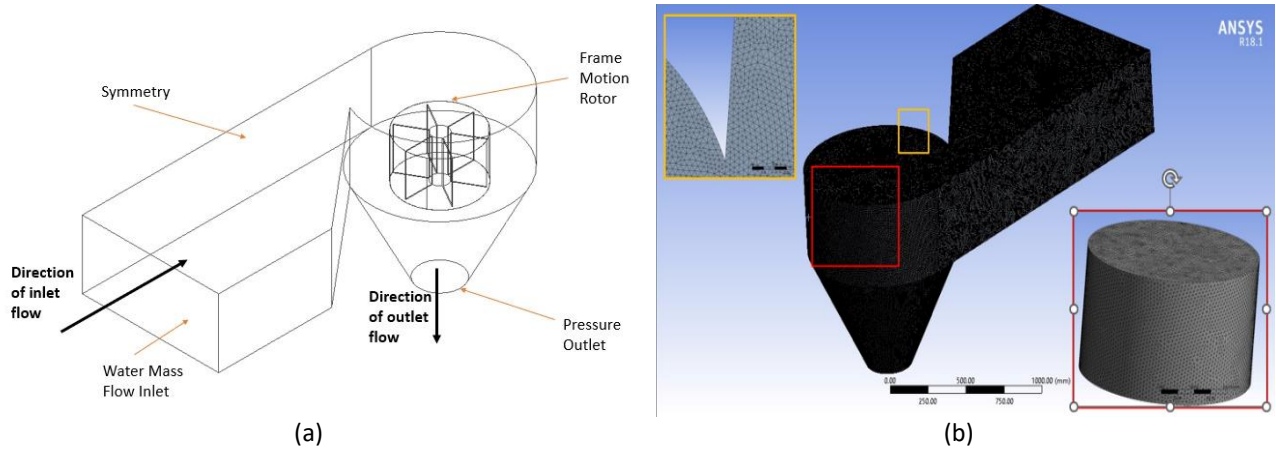 Symmetry
Frame
Motion
Rotor
Direction
of inlet
flow
Water Mass
Flow Inlet
Direction
of outlet
flow
Pressure
Outlet
(a)
ANSYS
R18.1
0.00 500.00 1000.00 (mm)
250.00 750.00
(b)